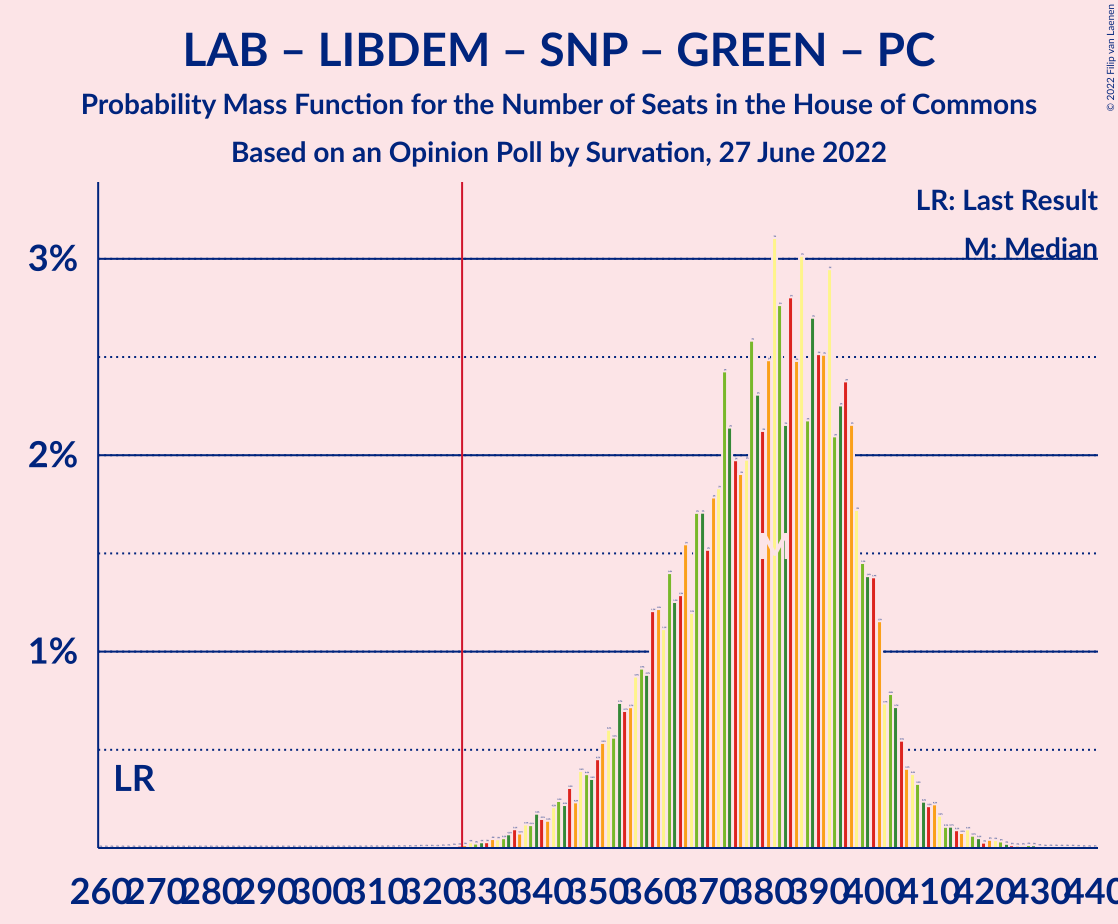 LAB – LIBDEM – SNP – GREEN – PC
Probability Mass Function for the Number of Seats in the House of Commons
Based on an Opinion Poll by Survation, 27 June 2022
© 2022 Filip van Laenen
LR: Last Result
M: Median
3%
2%
1%
M
LR
260 270 280 290 300 310 320 330 340 350 360 370 380 390 400 410 420 430 440